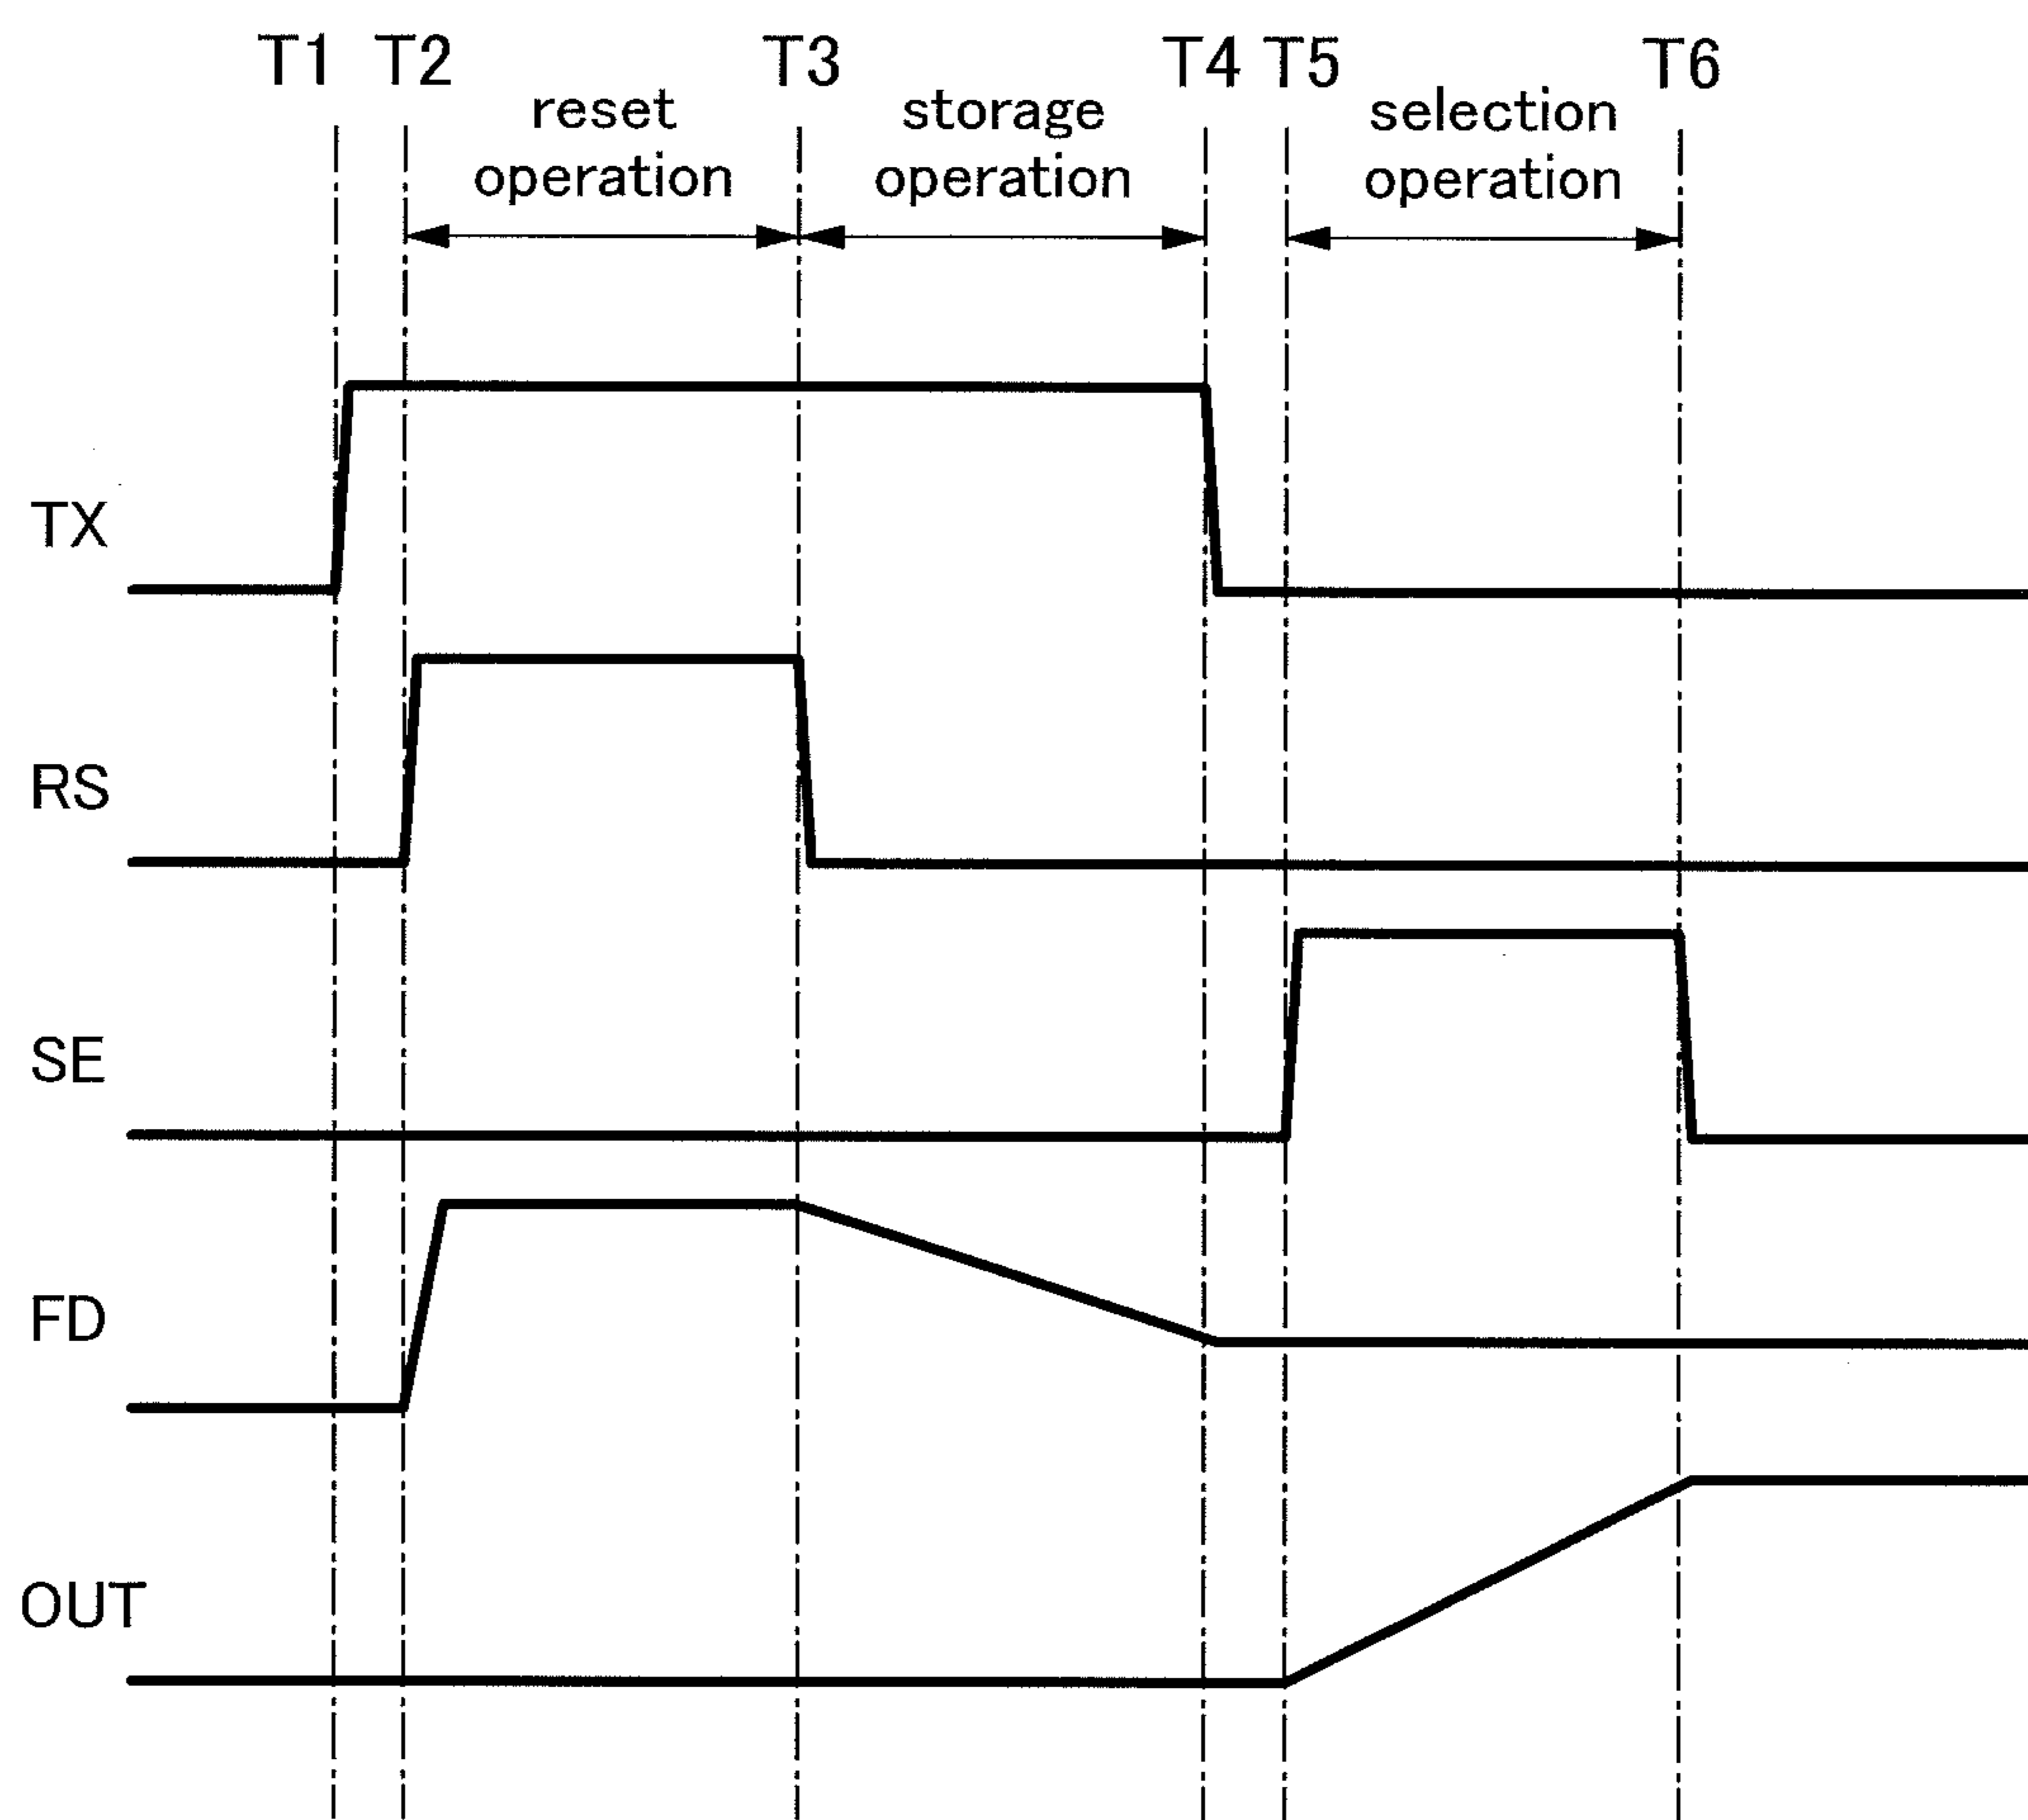 T1 T2 T3 T4 T5 T6
reset operation
storage operation
selection operation
TX
RS
SE
FD
OUT